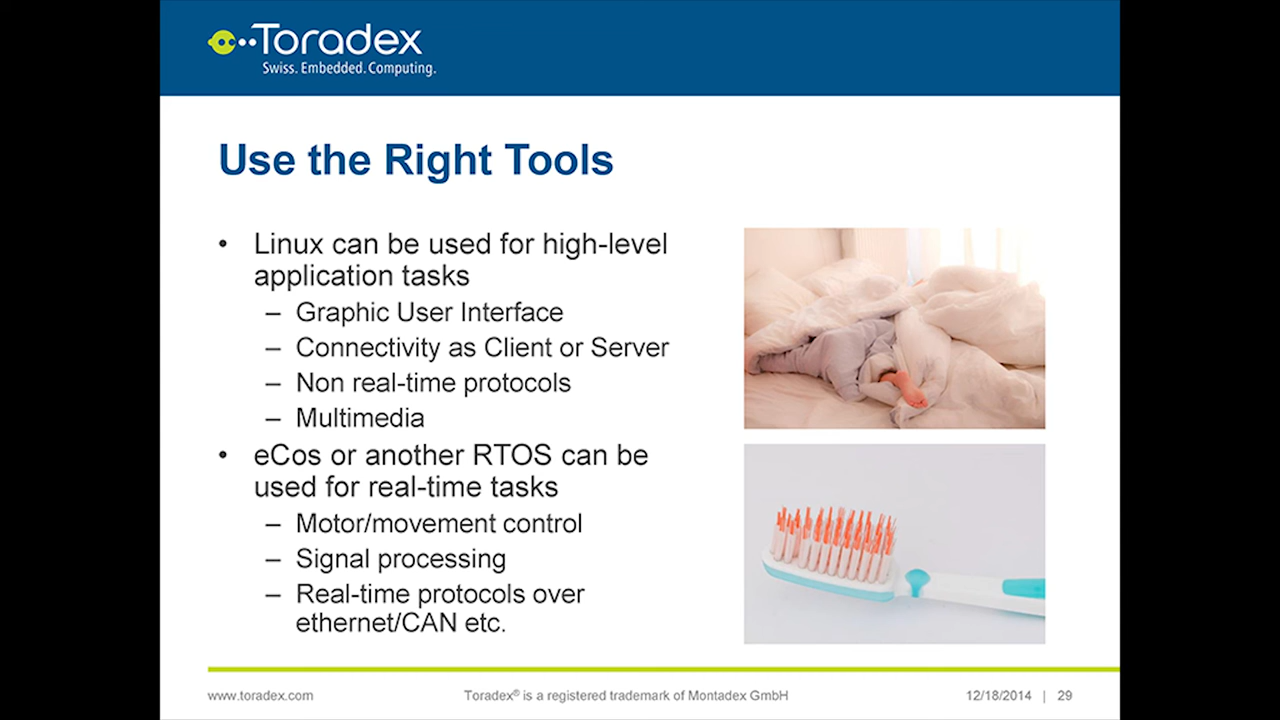 Toradex
Swiss. Embedded. Computing.
Use the Right Tools
• Linux can be used for high-level
application tasks
– Graphic User Interface
– Connectivity as Client or Server
– Non real-time protocols
– Multimedia
• eCos or another RTOS can be
used for real-time tasks
– Motor/movement control
– Signal processing
– Real-time protocols over
ethernet/CAN etc.
www.toradex.com Toradex® is a registered trademark of Montadex GmbH 12/18/2014 | 29